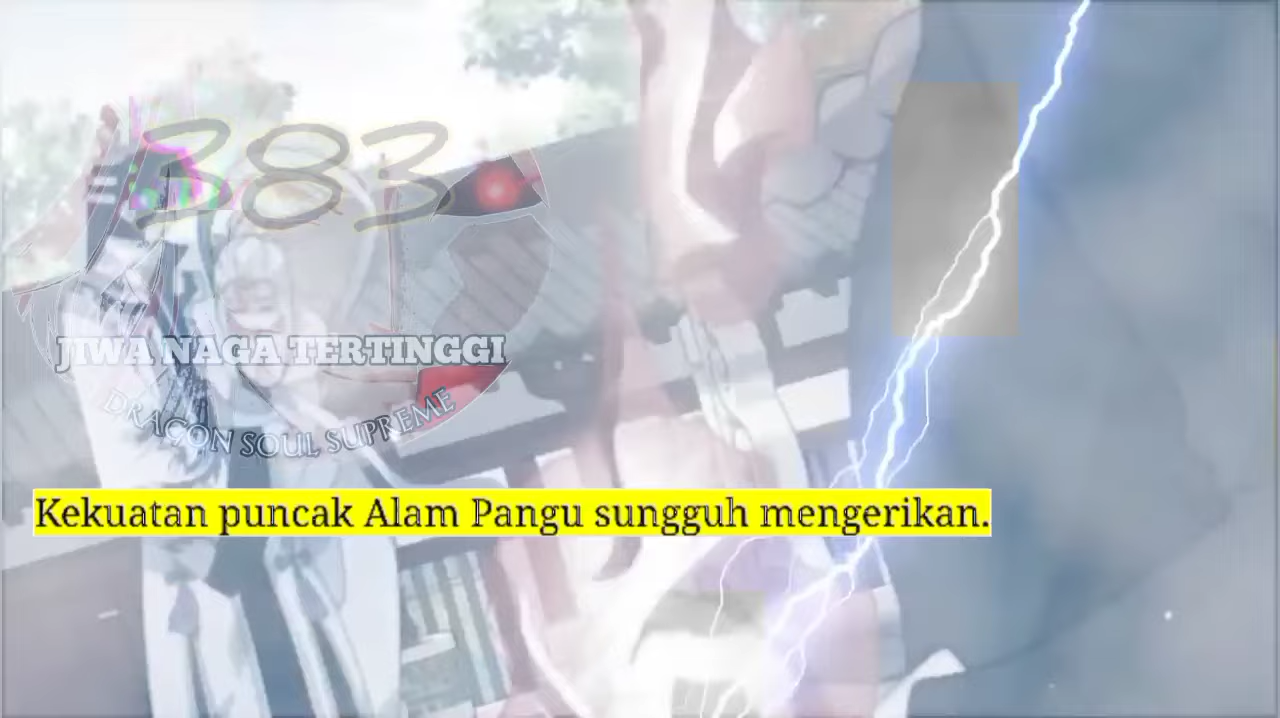 383
JIWA NAGA TERTINGGI
DRAGON SOUL SUPREME
Kekuatan puncak Alam Pangu sungguh mengerikan.